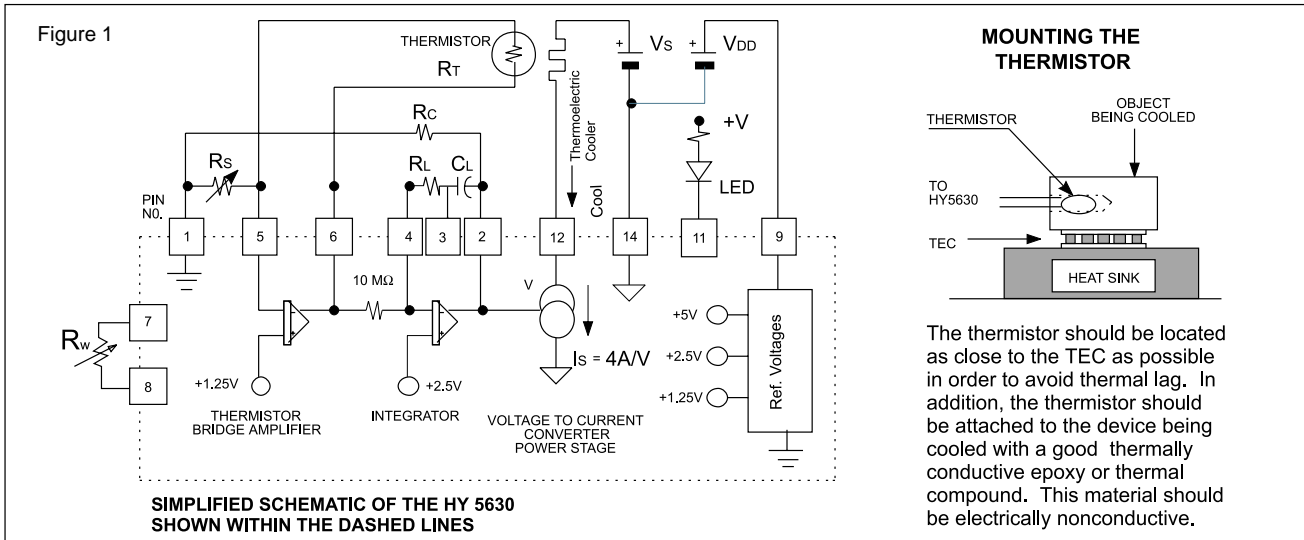 Figure 1
THERMISTOR
RT
Thermoelectric
Cooler
Cool
+
VS
+
VDD
+V
LED
RC
RS
RL
CL
PIN
N0.
1
5
6
4
3
2
12
14
11
9
10 MΩ
V
IS = 4A/V
7
8
RW
+1.25V
THERMISTOR
BRIDGE AMPLIFIER
+2.5V
INTEGRATOR
VOLTAGE TO CURRENT
CONVERTER
POWER STAGE
+5V
+2.5V
+1.25V
Ref. Voltages
SIMPLIFIED SCHEMATIC OF THE HY 5630
SHOWN WITHIN THE DASHED LINES
MOUNTING THE
THERMISTOR
THERMISTOR
OBJECT
BEING COOLED
TO
HY5630
TEC
HEAT SINK
The thermistor should be located
as close to the TEC as possible
in order to avoid thermal lag. In
addition, the thermistor should
be attached to the device being
cooled with a good thermally
conductive epoxy or thermal
compound. This material should
be electrically nonconductive.